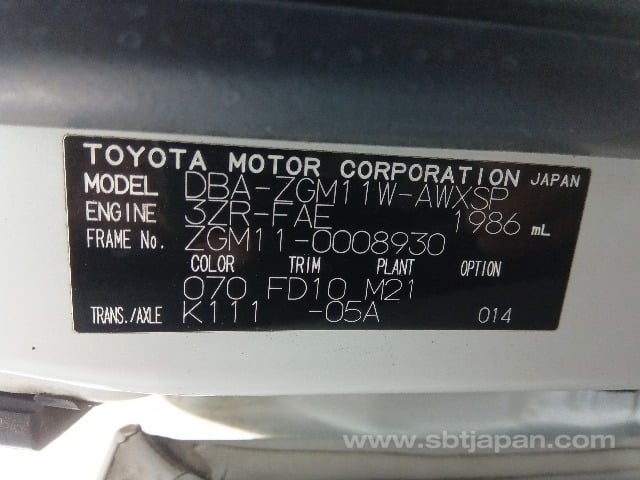 TOYOTA MOTOR CORPORATION JAPAN
MODEL DBA-ZGM11W-AWXSP
ENGINE 3ZR-FAE 1986 mL
FRAME No. ZGM11-0008930
COLOR TRIM PLANT OPTION
070 FD10 M21
TRANS./AXLE K111 -05A 014
www.sbtjapan.com